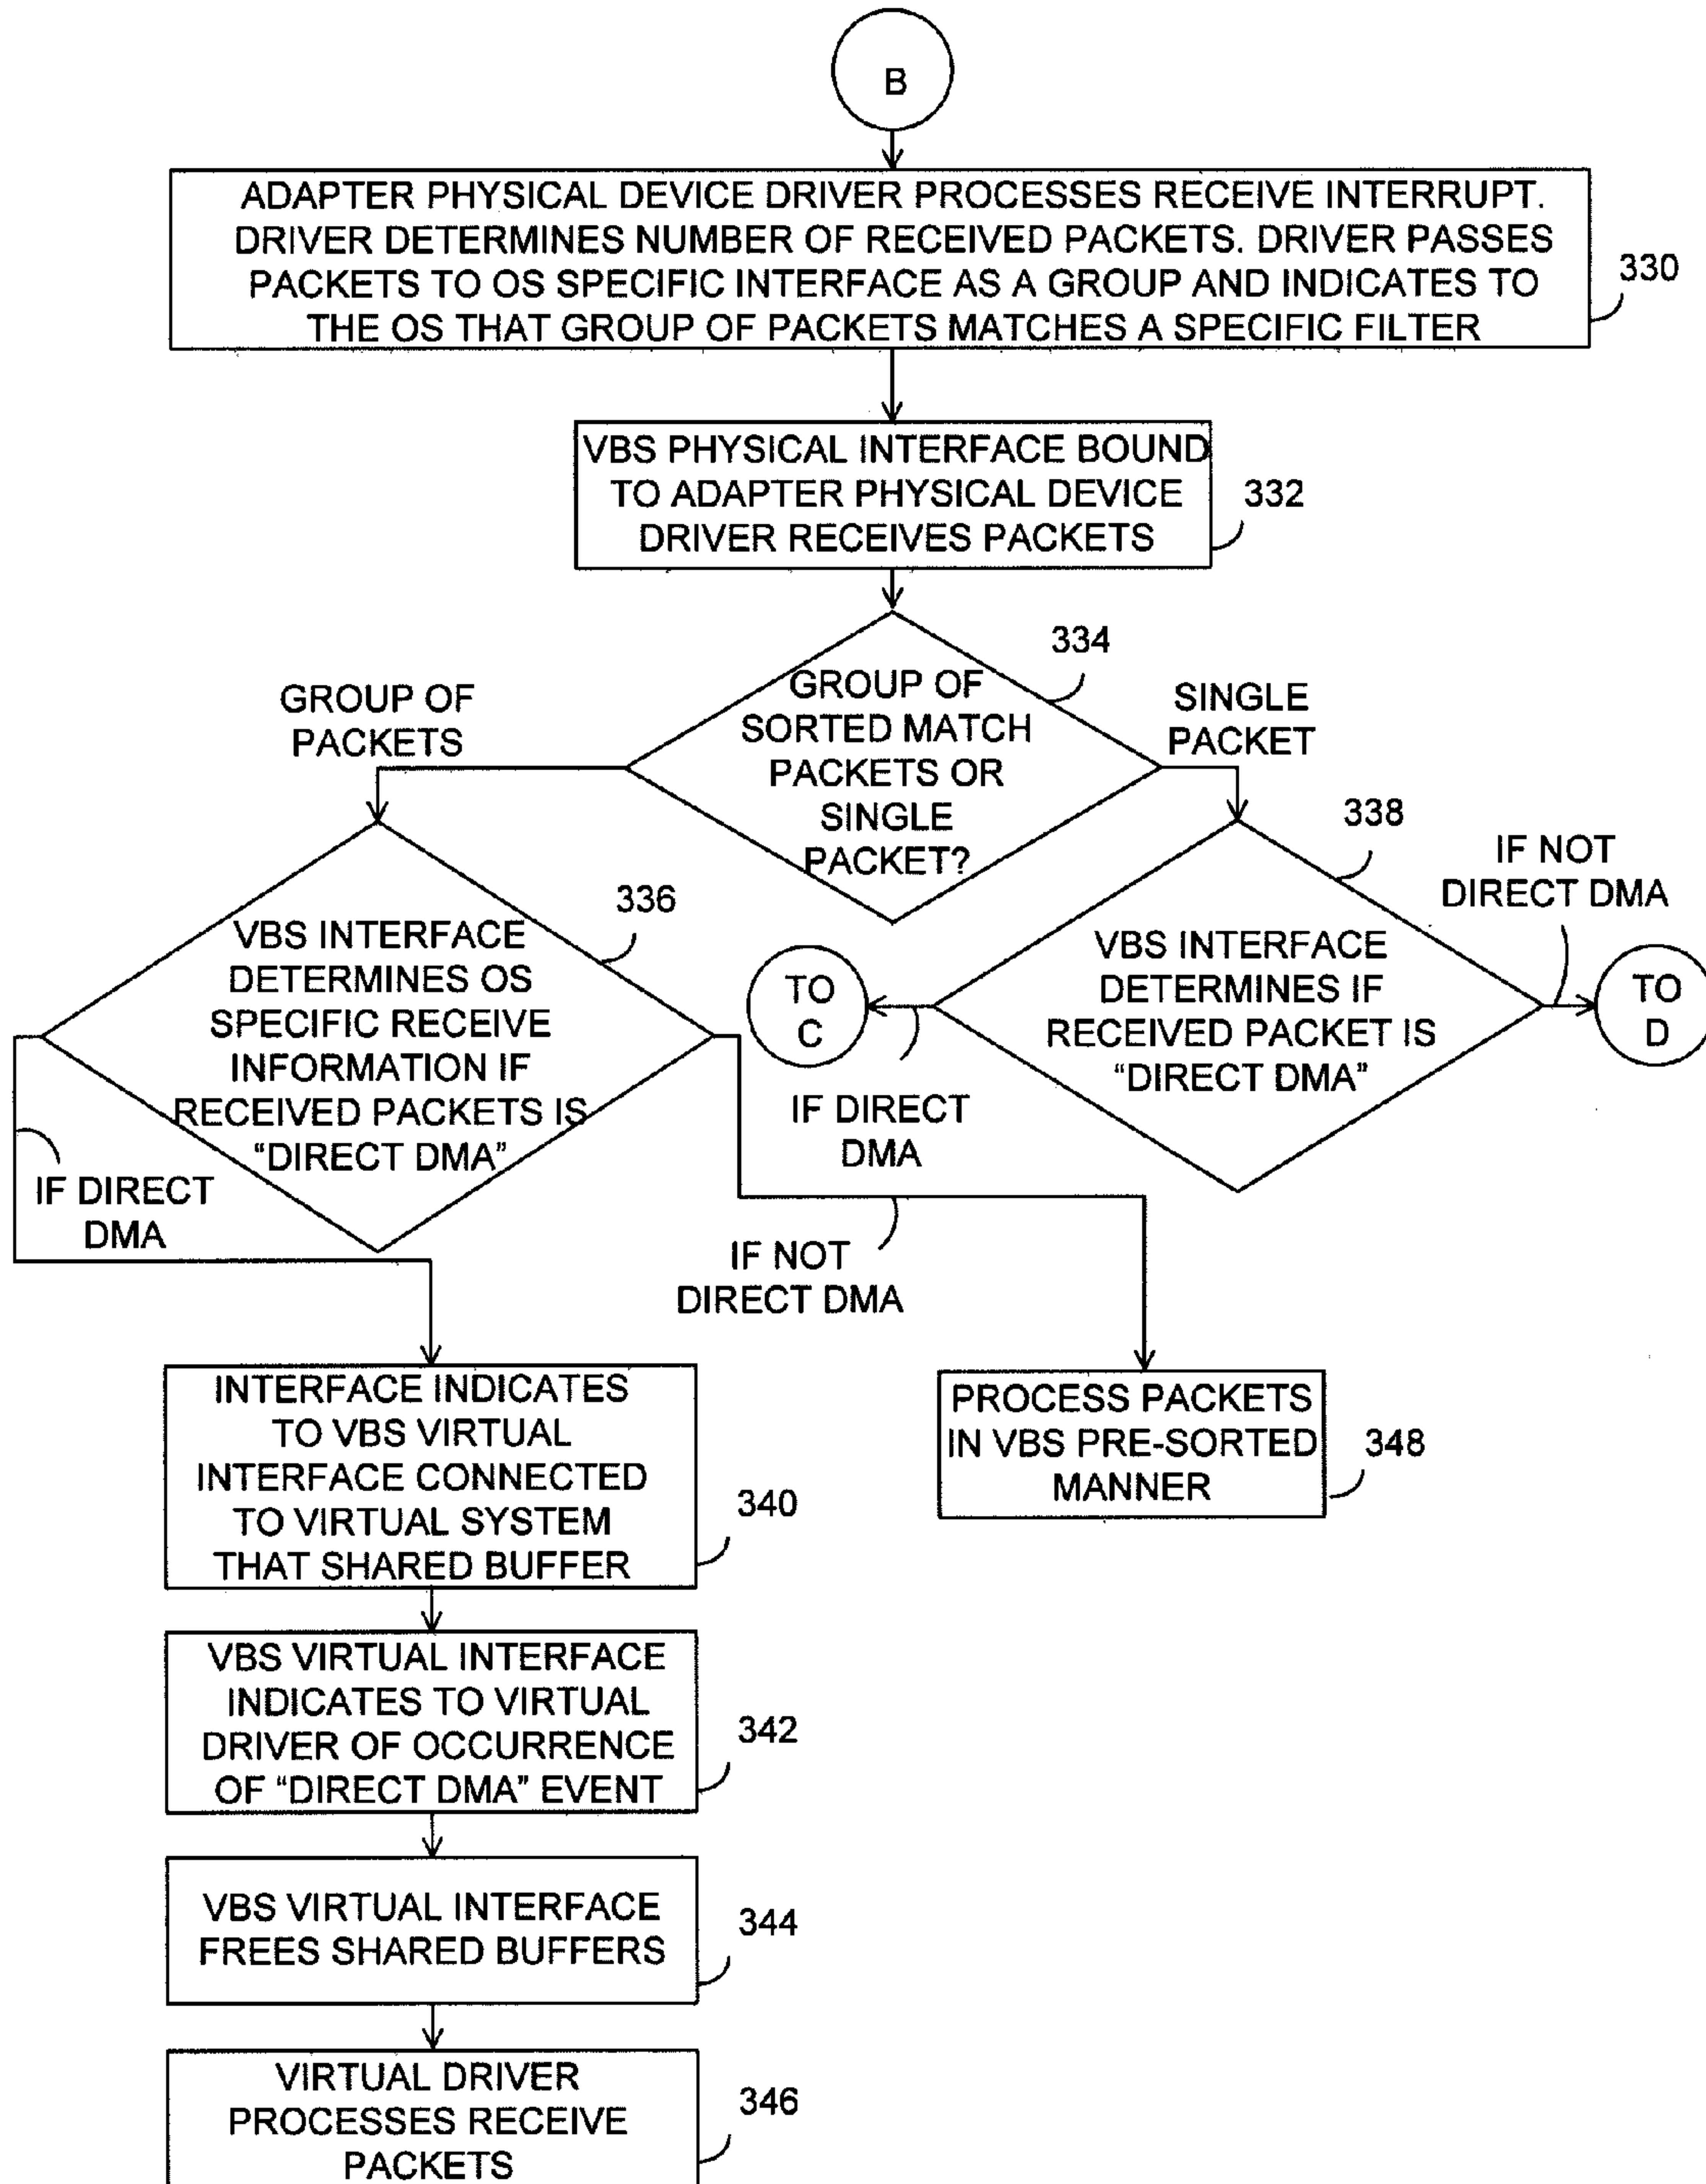 B
ADAPTER PHYSICAL DEVICE DRIVER PROCESSES RECEIVE INTERRUPT.
DRIVER DETERMINES NUMBER OF RECEIVED PACKETS. DRIVER PASSES
PACKETS TO OS SPECIFIC INTERFACE AS A GROUP AND INDICATES TO
THE OS THAT GROUP OF PACKETS MATCHES A SPECIFIC FILTER
330
VBS PHYSICAL INTERFACE BOUND
TO ADAPTER PHYSICAL DEVICE
DRIVER RECEIVES PACKETS
332
GROUP OF
SORTED MATCH
PACKETS OR
SINGLE
PACKET?
334
GROUP OF
PACKETS
SINGLE
PACKET
VBS INTERFACE
DETERMINES OS
SPECIFIC RECEIVE
INFORMATION IF
RECEIVED PACKETS IS
“DIRECT DMA”
336
VBS INTERFACE
DETERMINES IF
RECEIVED PACKET IS
“DIRECT DMA”
338
IF NOT
DIRECT DMA
TO
C
TO
D
IF DIRECT
DMA
IF DIRECT
DMA
IF NOT
DIRECT DMA
INTERFACE INDICATES
TO VBS VIRTUAL
INTERFACE CONNECTED
TO VIRTUAL SYSTEM
THAT SHARED BUFFER
340
PROCESS PACKETS
IN VBS PRE-SORTED
MANNER
348
VBS VIRTUAL INTERFACE
INDICATES TO VIRTUAL
DRIVER OF OCCURRENCE
OF “DIRECT DMA” EVENT
342
VBS VIRTUAL INTERFACE
FREES SHARED BUFFERS
344
VIRTUAL DRIVER
PROCESSES RECEIVE
PACKETS
346